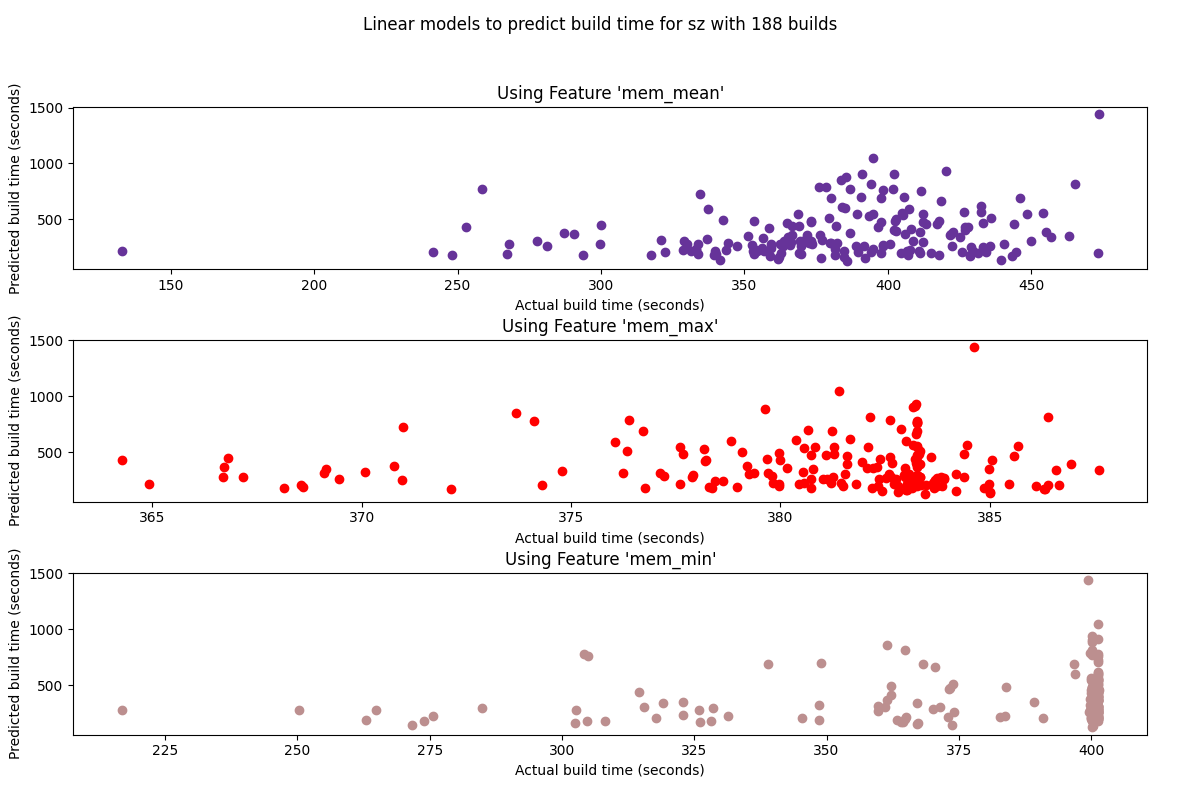 Linear models to predict build time for sz with 188 builds
Using Feature 'mem_mean'
Predicted build time (seconds)
1500
1000
500
150 200 250 300 350 400 450
Actual build time (seconds)
Using Feature 'mem_max'
Predicted build time (seconds)
1500
1000
500
365 370 375 380 385
Actual build time (seconds)
Using Feature 'mem_min'
Predicted build time (seconds)
1500
1000
500
225 250 275 300 325 350 375 400
Actual build time (seconds)